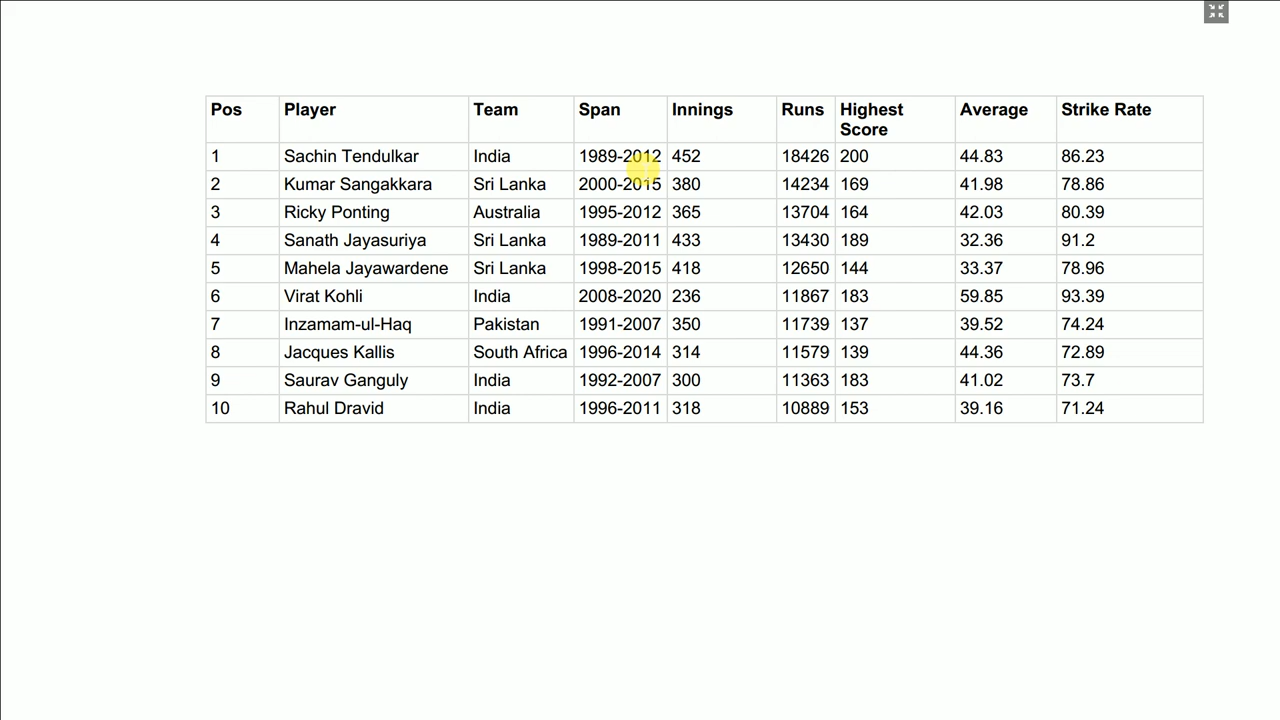 Pos Player Team Span Innings Runs Highest Score Average Strike Rate
1 Sachin Tendulkar India 1989-2012 452 18426 200 44.83 86.23
2 Kumar Sangakkara Sri Lanka 2000-2015 380 14234 169 41.98 78.86
3 Ricky Ponting Australia 1995-2012 365 13704 164 42.03 80.39
4 Sanath Jayasuriya Sri Lanka 1989-2011 433 13430 189 32.36 91.2
5 Mahela Jayawardene Sri Lanka 1998-2015 418 12650 144 33.37 78.96
6 Virat Kohli India 2008-2020 236 11867 183 59.85 93.39
7 Inzamam-ul-Haq Pakistan 1991-2007 350 11739 137 39.52 74.24
8 Jacques Kallis South Africa 1996-2014 314 11579 139 44.36 72.89
9 Saurav Ganguly India 1992-2007 300 11363 183 41.02 73.7
10 Rahul Dravid India 1996-2011 318 10889 153 39.16 71.24